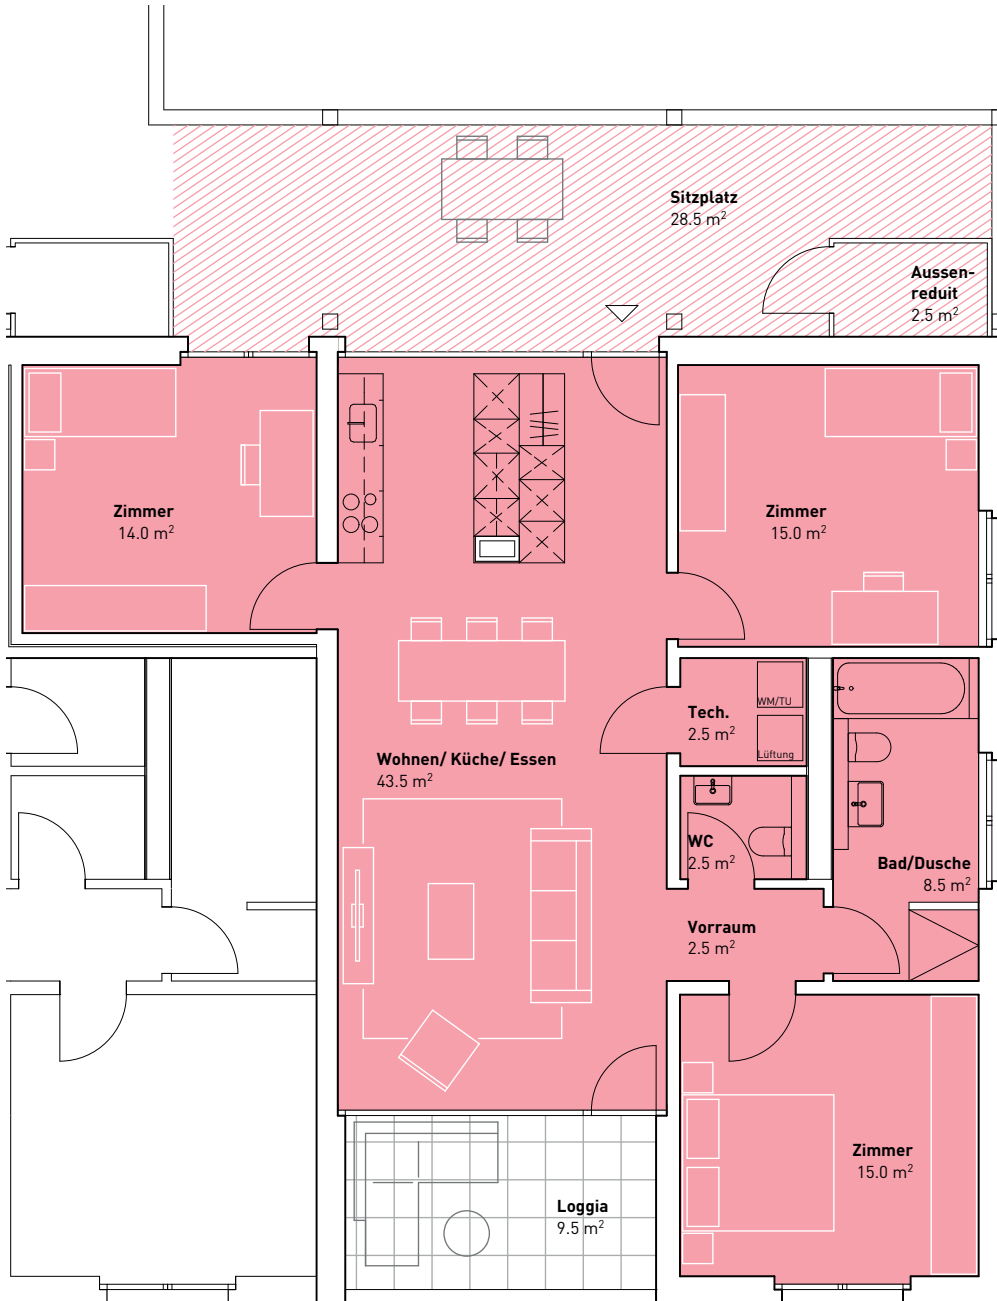 Sitzplatz
28.5 m²
Aussen-
reduit
2.5 m²
Zimmer
14.0 m²
Zimmer
15.0 m²
WM/TU
Tech.
2.5 m²
Lüftung
Wohnen/ Küche/ Essen
43.5 m²
WC
2.5 m²
Bad/Dusche
8.5 m²
Vorraum
2.5 m²
Zimmer
15.0 m²
Loggia
9.5 m²